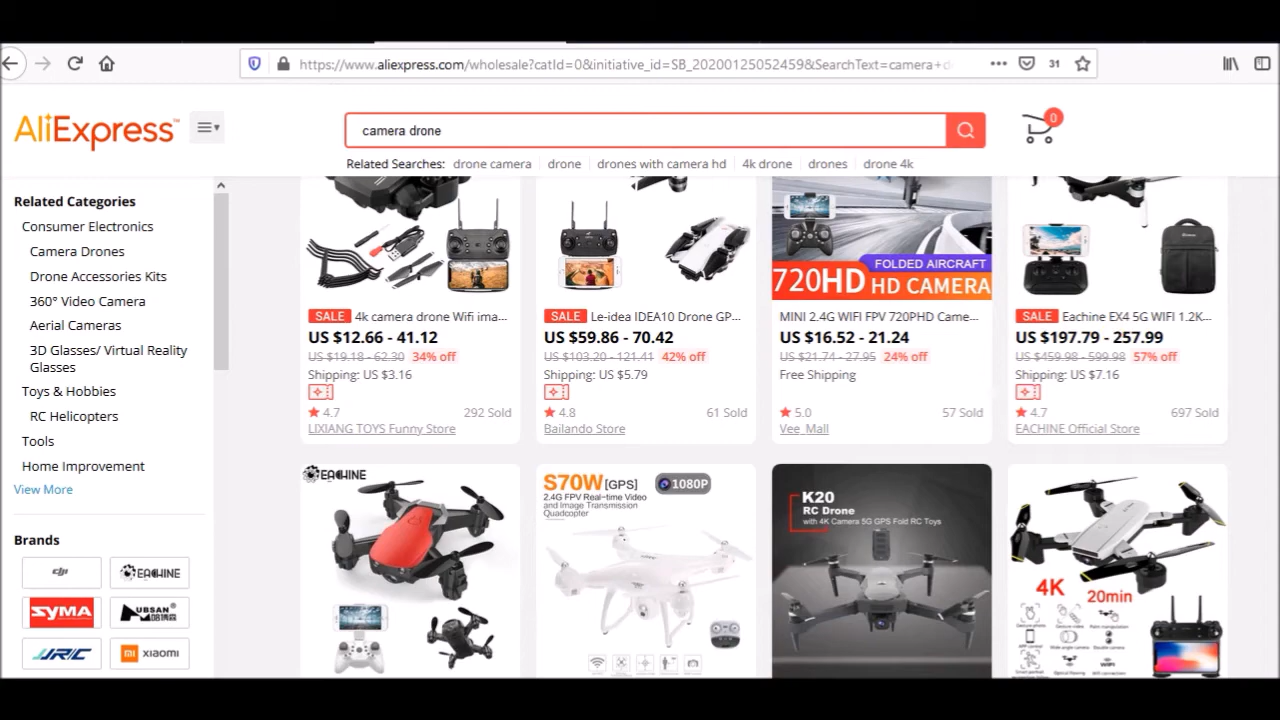 https://www.aliexpress.com/wholesale?catId=0&initiative_id=SB_20200125052459&SearchText=camera+d
31
AliExpress™
camera drone
0
Related Searches: drone camera drone drones with camera hd 4k drone drones drone 4k
Related Categories
Consumer Electronics
Camera Drones
Drone Accessories Kits
360° Video Camera
Aerial Cameras
3D Glasses/ Virtual Reality
Glasses
Toys & Hobbies
RC Helicopters
Tools
Home Improvement
View More
Brands
dji
EACHINE
SYMA
HUBSAN
JJRC
mi xiaomi
SALE 4k camera drone Wifi ima...
US $12.66 - 41.12
US $19.18 - 62.30 34% off
Shipping: US $3.16
4.7 292 Sold
LIXIANG TOYS Funny Store
SALE Le-idea IDEA10 Drone GP...
US $59.86 - 70.42
US $103.20 - 121.41 42% off
Shipping: US $5.79
4.8 61 Sold
Bailando Store
FOLDED AIRCRAFT
720HD HD CAMERA
MINI 2.4G WIFI FPV 720PHD Came...
US $16.52 - 21.24
US $21.74 - 27.95 24% off
Free Shipping
5.0 57 Sold
Vee_Mall
SALE Eachine EX4 5G WIFI 1.2K...
US $197.79 - 257.99
US $459.98 - 599.98 57% off
Shipping: US $7.16
4.7 697 Sold
EACHINE Official Store
EACHINE
S70W [GPS] 1080P
2.4G FPV Real-time Video
and Image Transmission
Quadcopter
K20
RC Drone
with 4K Camera 5G GPS Fold RC Toys
4K 20min